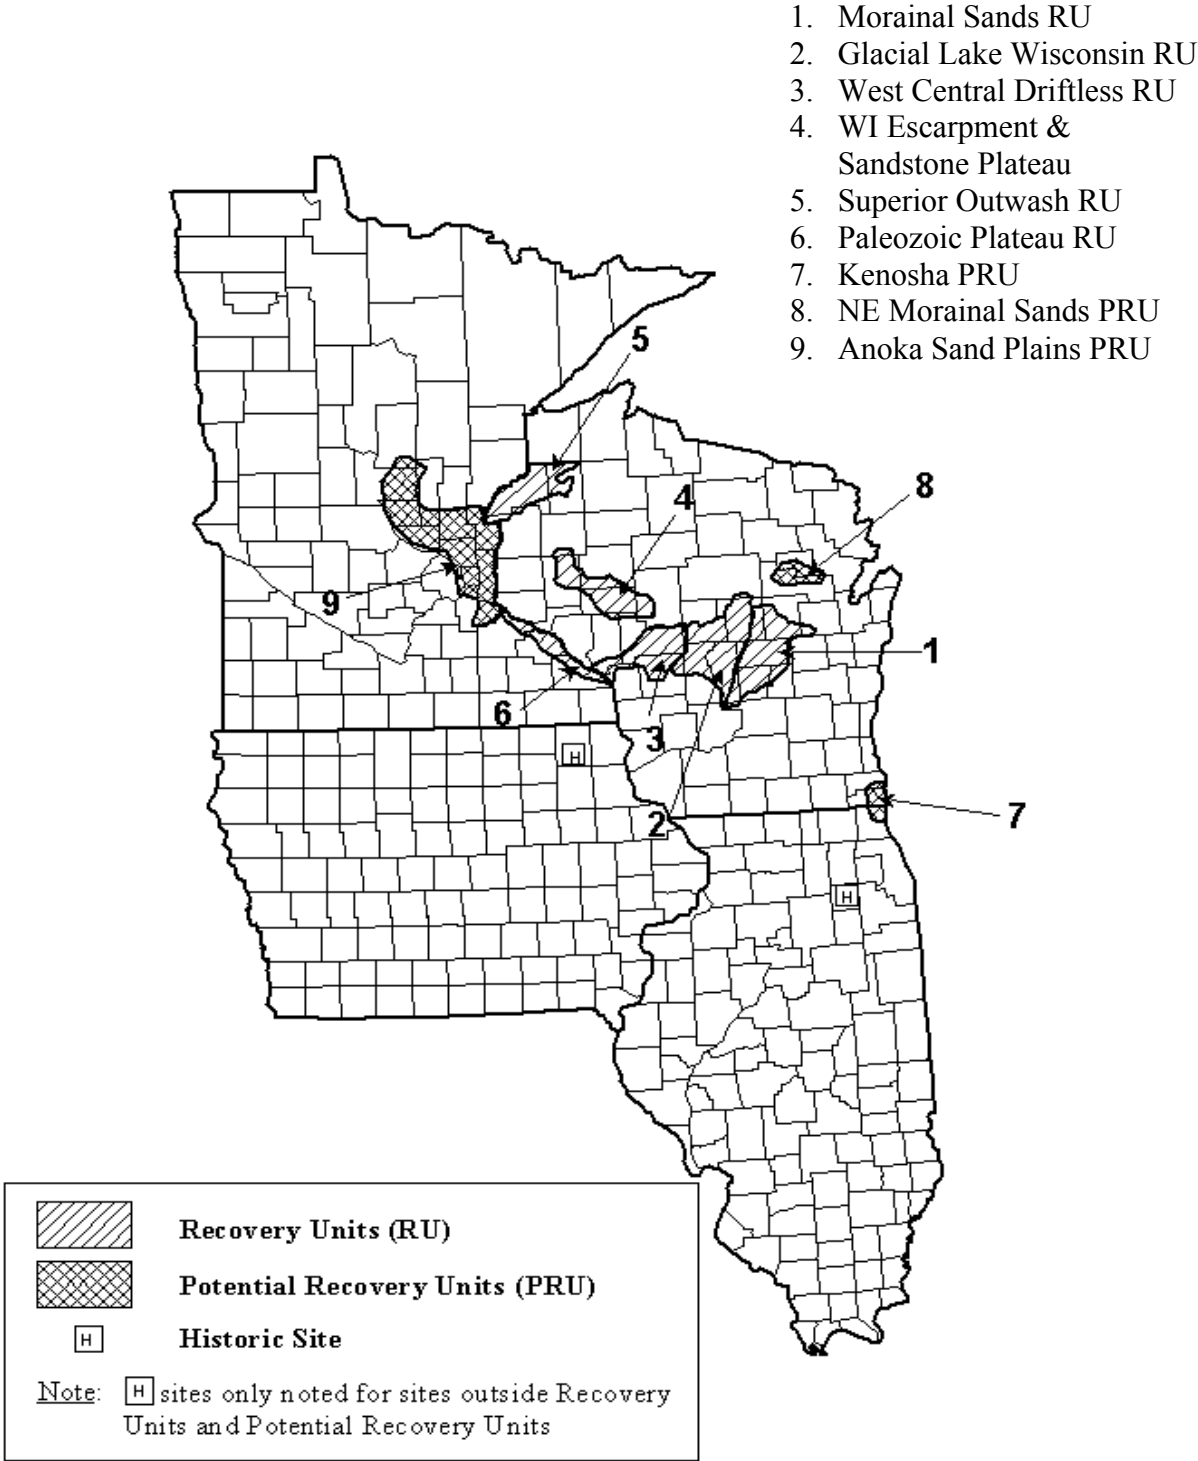 1. Morainal Sands RU
2. Glacial Lake Wisconsin RU
3. West Central Driftless RU
4. WI Escarpment &
Sandstone Plateau
5. Superior Outwash RU
6. Paleozoic Plateau RU
7. Kenosha PRU
8. NE Morainal Sands PRU
9. Anoka Sand Plains PRU
5
8
4
9
1
6
3
H
7
2
H
Recovery Units (RU)
Potential Recovery Units (PRU)
H Historic Site
Note: H sites only noted for sites outside Recovery
Units and Potential Recovery Units